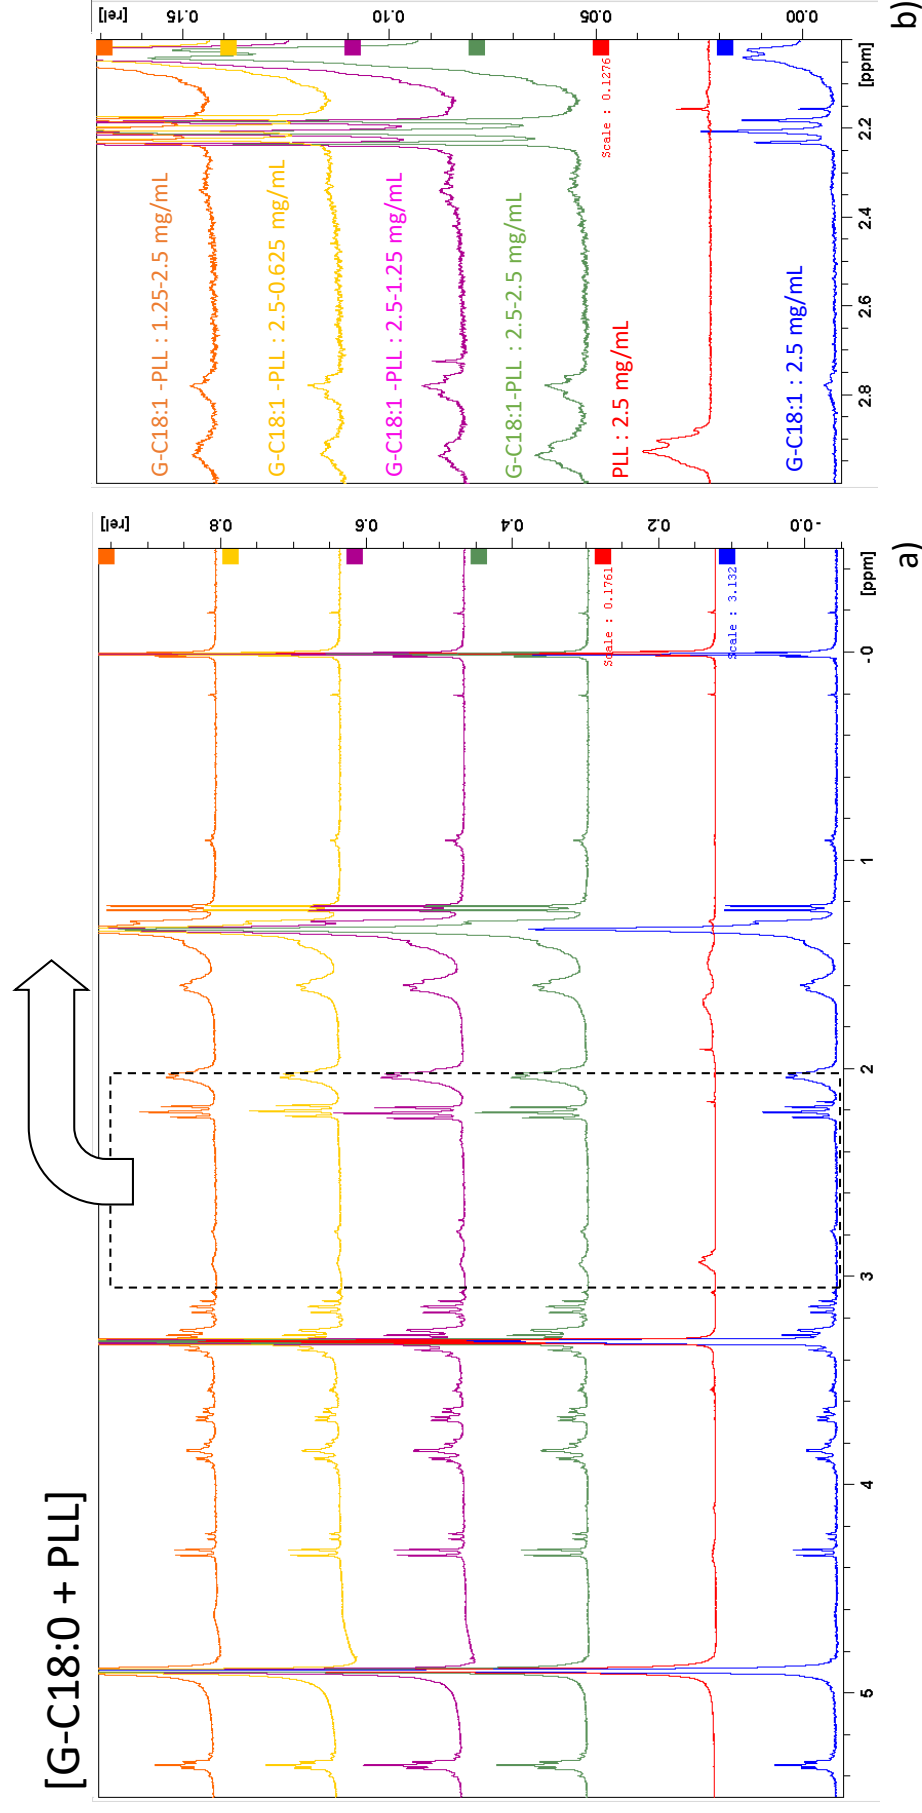 [G-C18:0 + PLL]
[rel]
0.8
0.6
0.4
0.2
-0.0
Scale : 0.1761
Scale : 3.132
5
4
3
2
1
-0
[ppm]
a)
[rel]
0.15
0.10
0.05
0.00
G-C18:1 -PLL : 1.25-2.5 mg/mL
G-C18:1 -PLL : 2.5-0.625 mg/mL
G-C18:1 -PLL : 2.5-1.25 mg/mL
G-C18:1-PLL : 2.5-2.5 mg/mL
PLL : 2.5 mg/mL
Scale : 0.1276
G-C18:1 : 2.5 mg/mL
2.8
2.6
2.4
2.2
[ppm]
b)